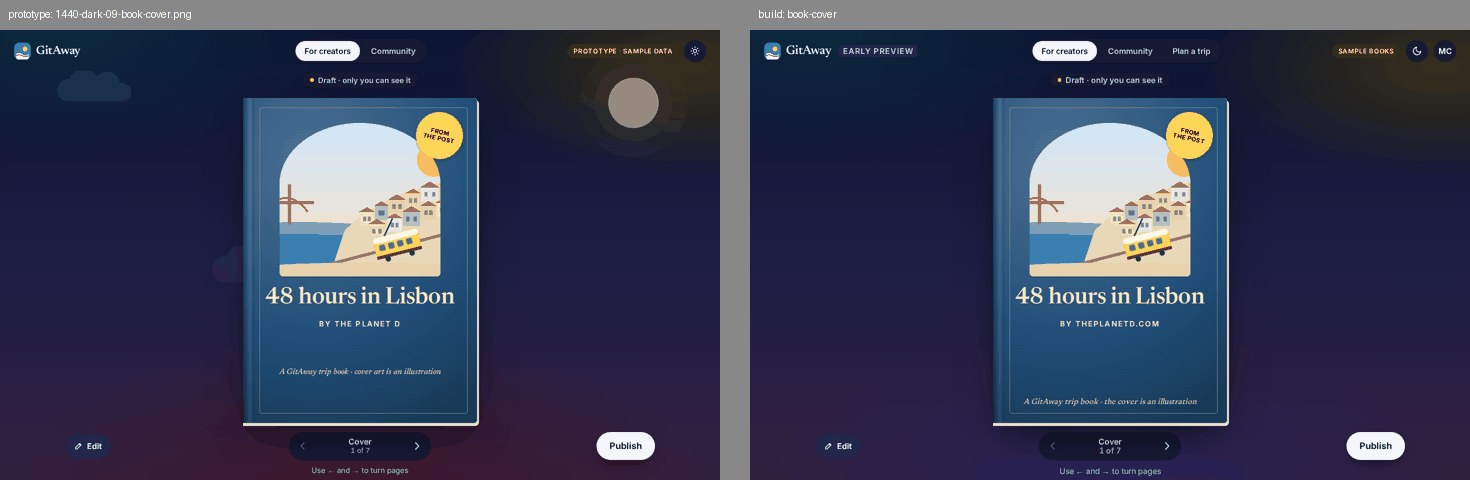 prototype: 1440-dark-09-book-cover.png
GitAway
For creators Community
PROTOTYPE · SAMPLE DATA
Draft · only you can see it
FROM
THE POST
48 hours in Lisbon
BY THE PLANET D
A GitAway trip book · cover art is an illustration
Edit
Cover
1 of 7
Publish
Use ← and → to turn pages
build: book-cover
GitAway EARLY PREVIEW
For creators Community Plan a trip
SAMPLE BOOKS
MC
Draft · only you can see it
FROM
THE POST
48 hours in Lisbon
BY THEPLANETD.COM
A GitAway trip book · the cover is an illustration
Edit
Cover
1 of 7
Publish
Use ← and → to turn pages